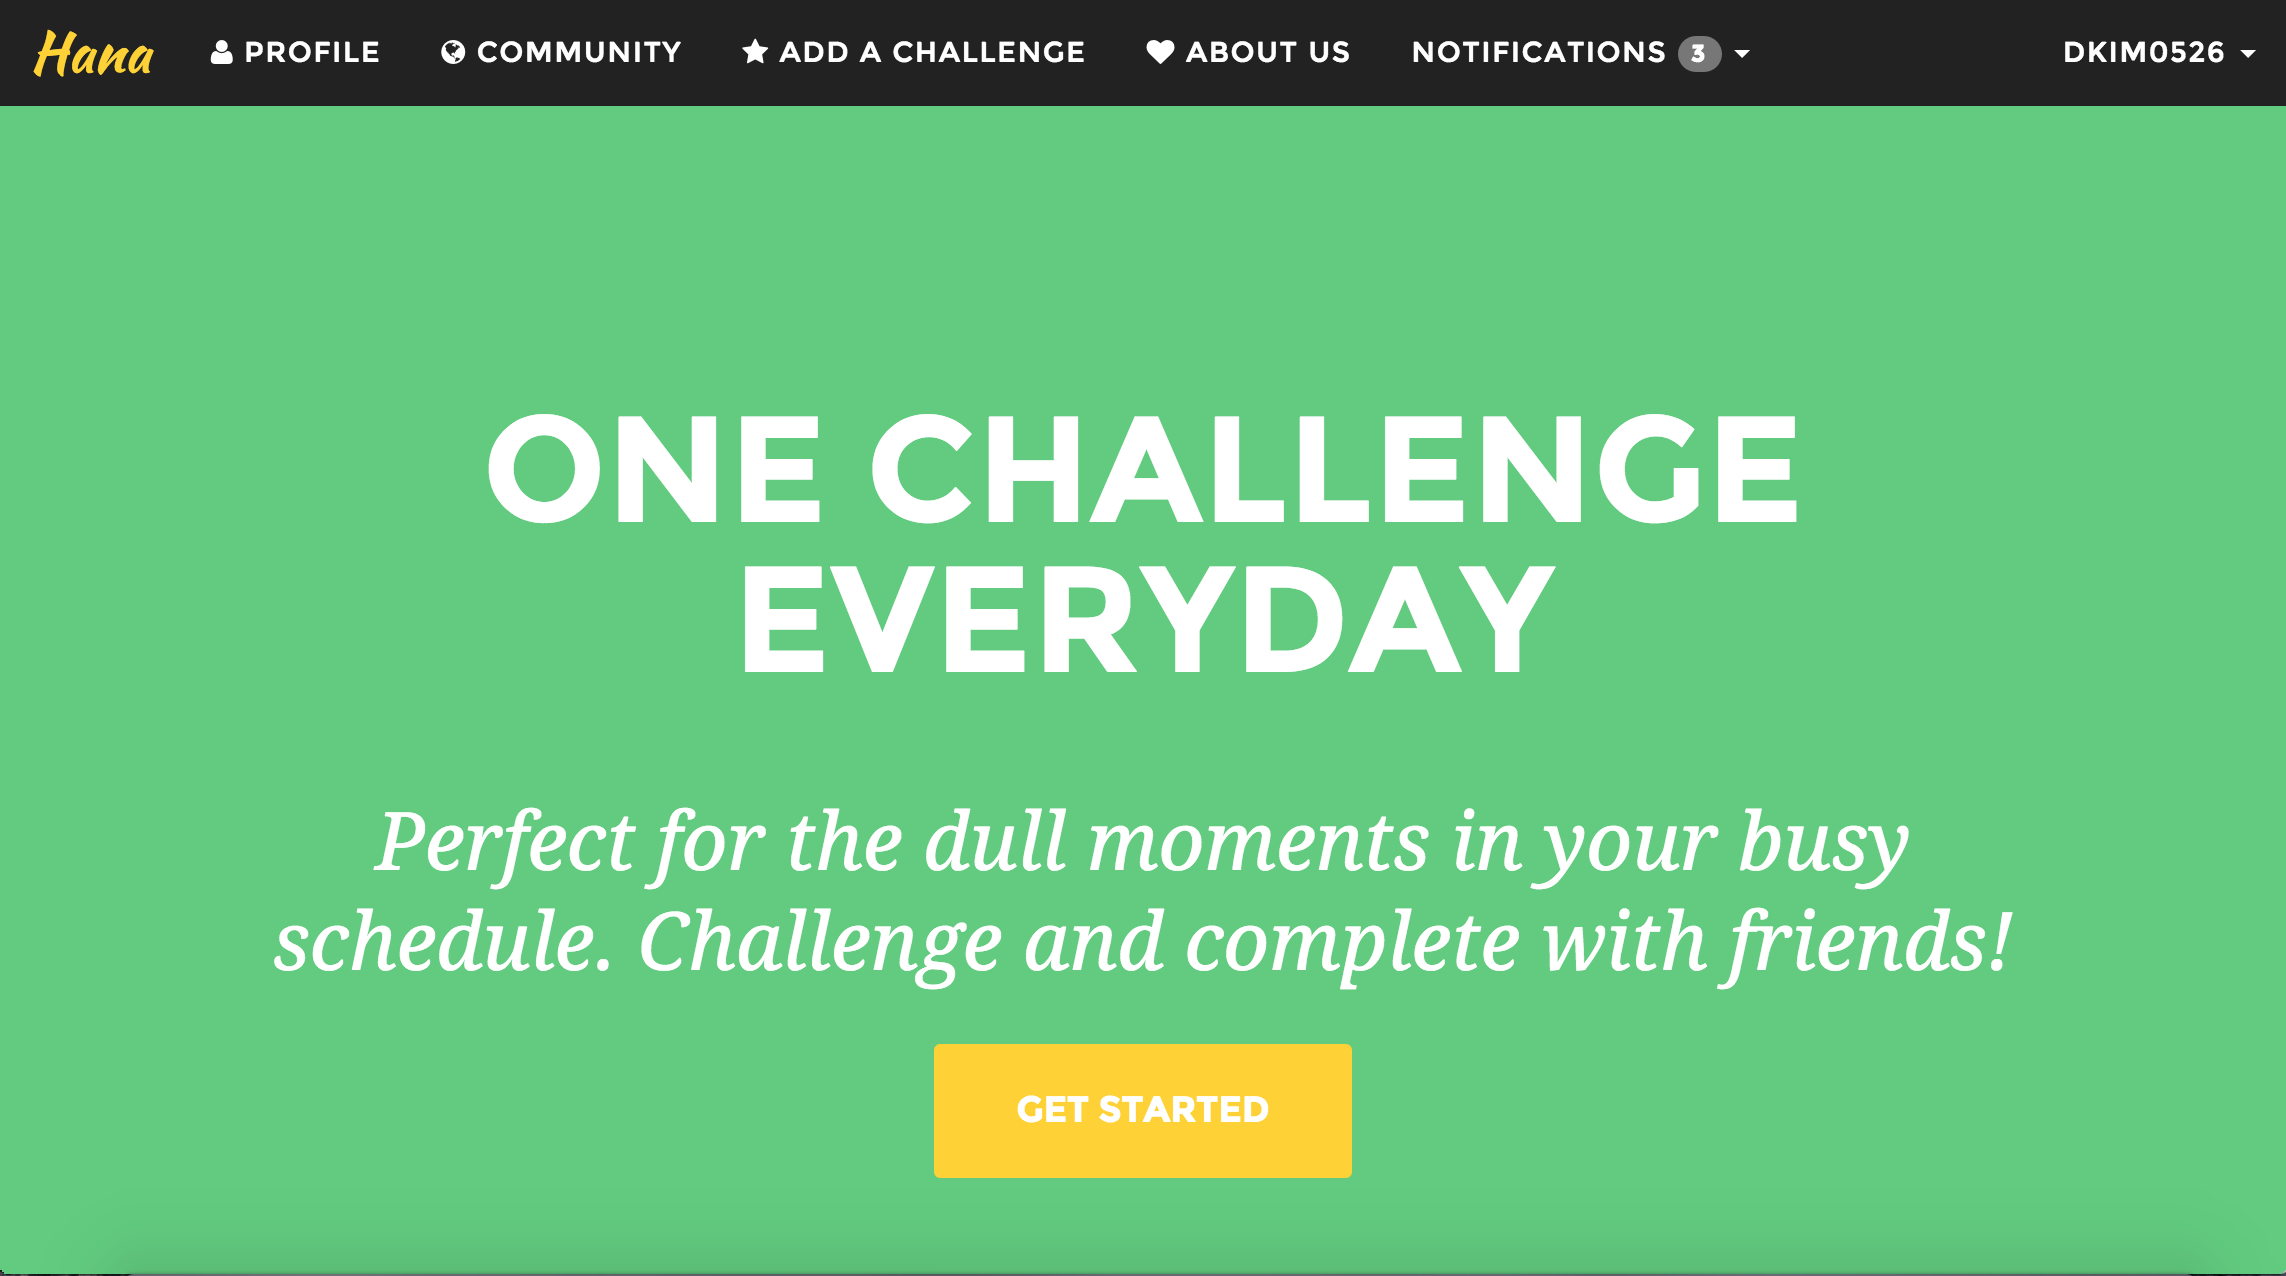 Hana PROFILE COMMUNITY ADD A CHALLENGE ABOUT US NOTIFICATIONS 3 DKIM0526
ONE CHALLENGE
EVERYDAY
Perfect for the dull moments in your busy
schedule. Challenge and complete with friends!
GET STARTED